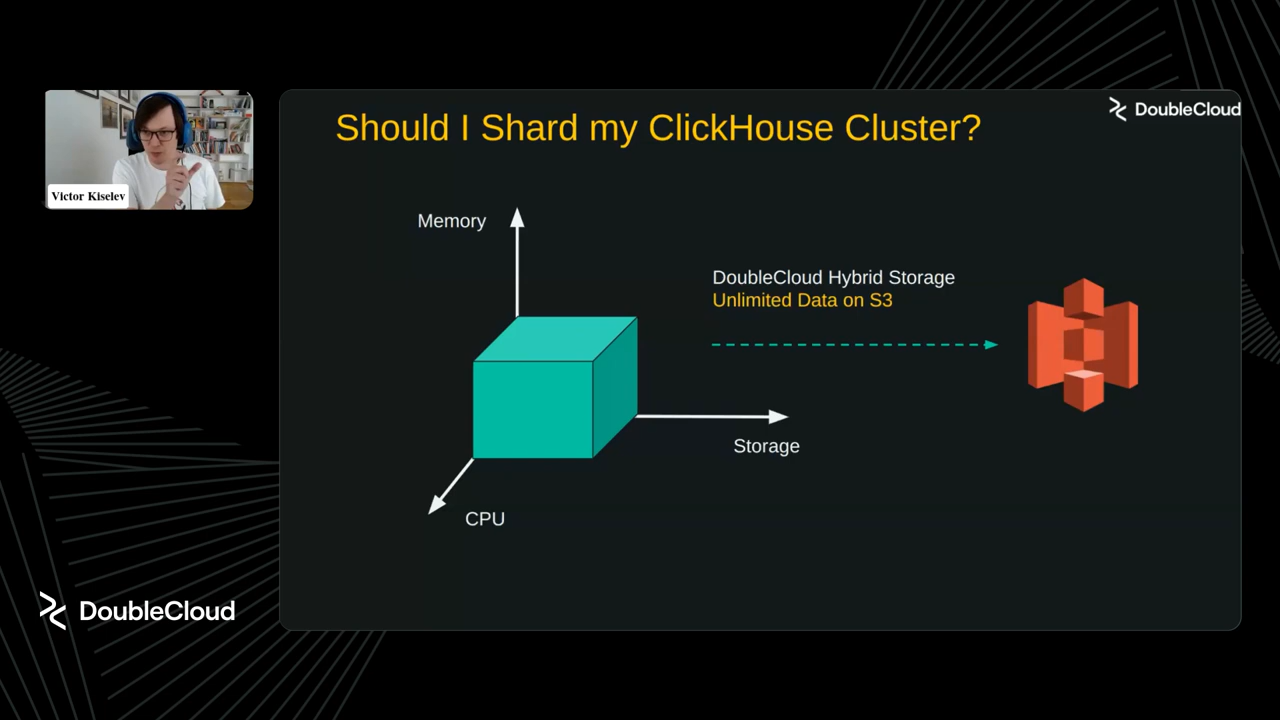 DoubleCloud
Should I Shard my ClickHouse Cluster?
Victor Kiselev
Memory
DoubleCloud Hybrid Storage
Unlimited Data on S3
Storage
CPU
DoubleCloud